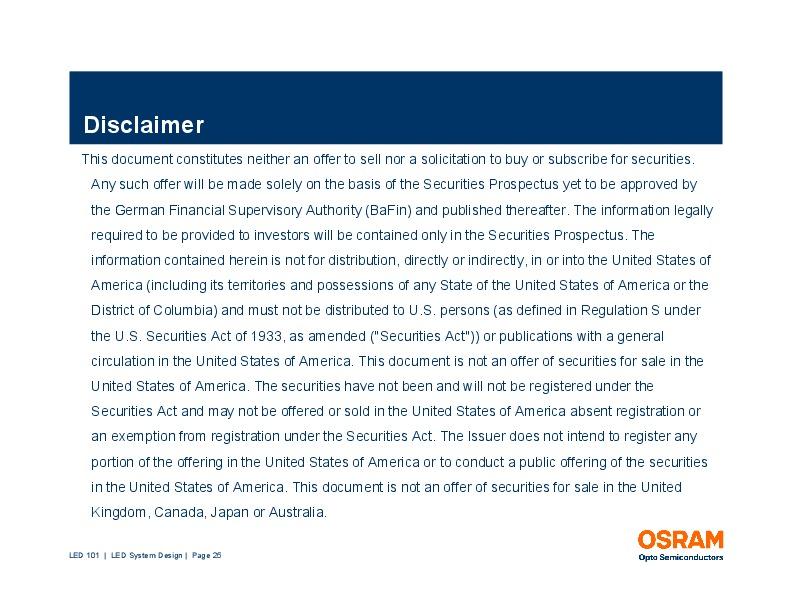 Disclaimer
This document constitutes neither an offer to sell nor a solicitation to buy or subscribe for securities.
Any such offer will be made solely on the basis of the Securities Prospectus yet to be approved by
the German Financial Supervisory Authority (BaFin) and published thereafter. The information legally
required to be provided to investors will be contained only in the Securities Prospectus. The
information contained herein is not for distribution, directly or indirectly, in or into the United States of
America (including its territories and possessions of any State of the United States of America or the
District of Columbia) and must not be distributed to U.S. persons (as defined in Regulation S under
the U.S. Securities Act of 1933, as amended ("Securities Act")) or publications with a general
circulation in the United States of America. This document is not an offer of securities for sale in the
United States of America. The securities have not been and will not be registered under the
Securities Act and may not be offered or sold in the United States of America absent registration or
an exemption from registration under the Securities Act. The Issuer does not intend to register any
portion of the offering in the United States of America or to conduct a public offering of the securities
in the United States of America. This document is not an offer of securities for sale in the United
Kingdom, Canada, Japan or Australia.
LED 101 | LED System Design | Page 26
OSRAM
Opto Semiconductors